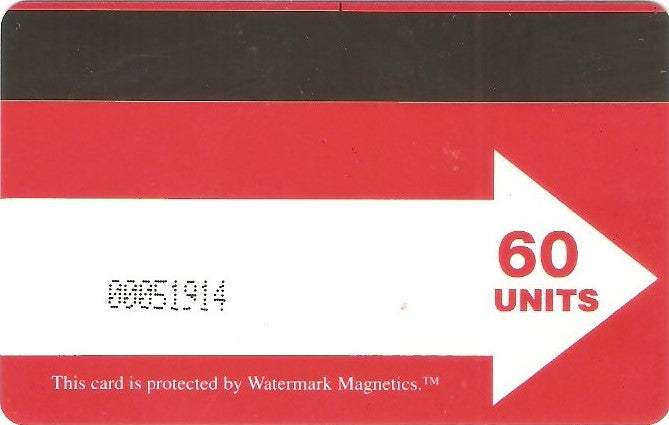 60
UNITS
00051914
This card is protected by Watermark Magnetics.™